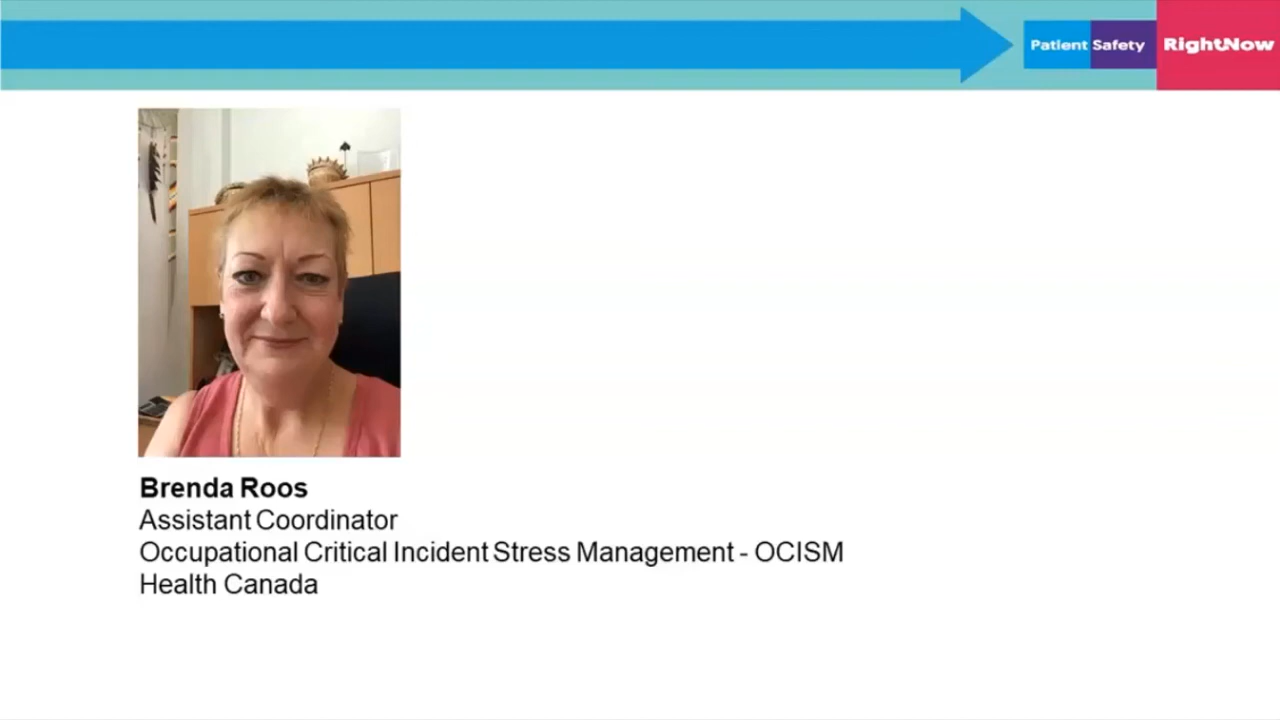 Patient Safety RightNow
Brenda Roos
Assistant Coordinator
Occupational Critical Incident Stress Management - OCISM
Health Canada